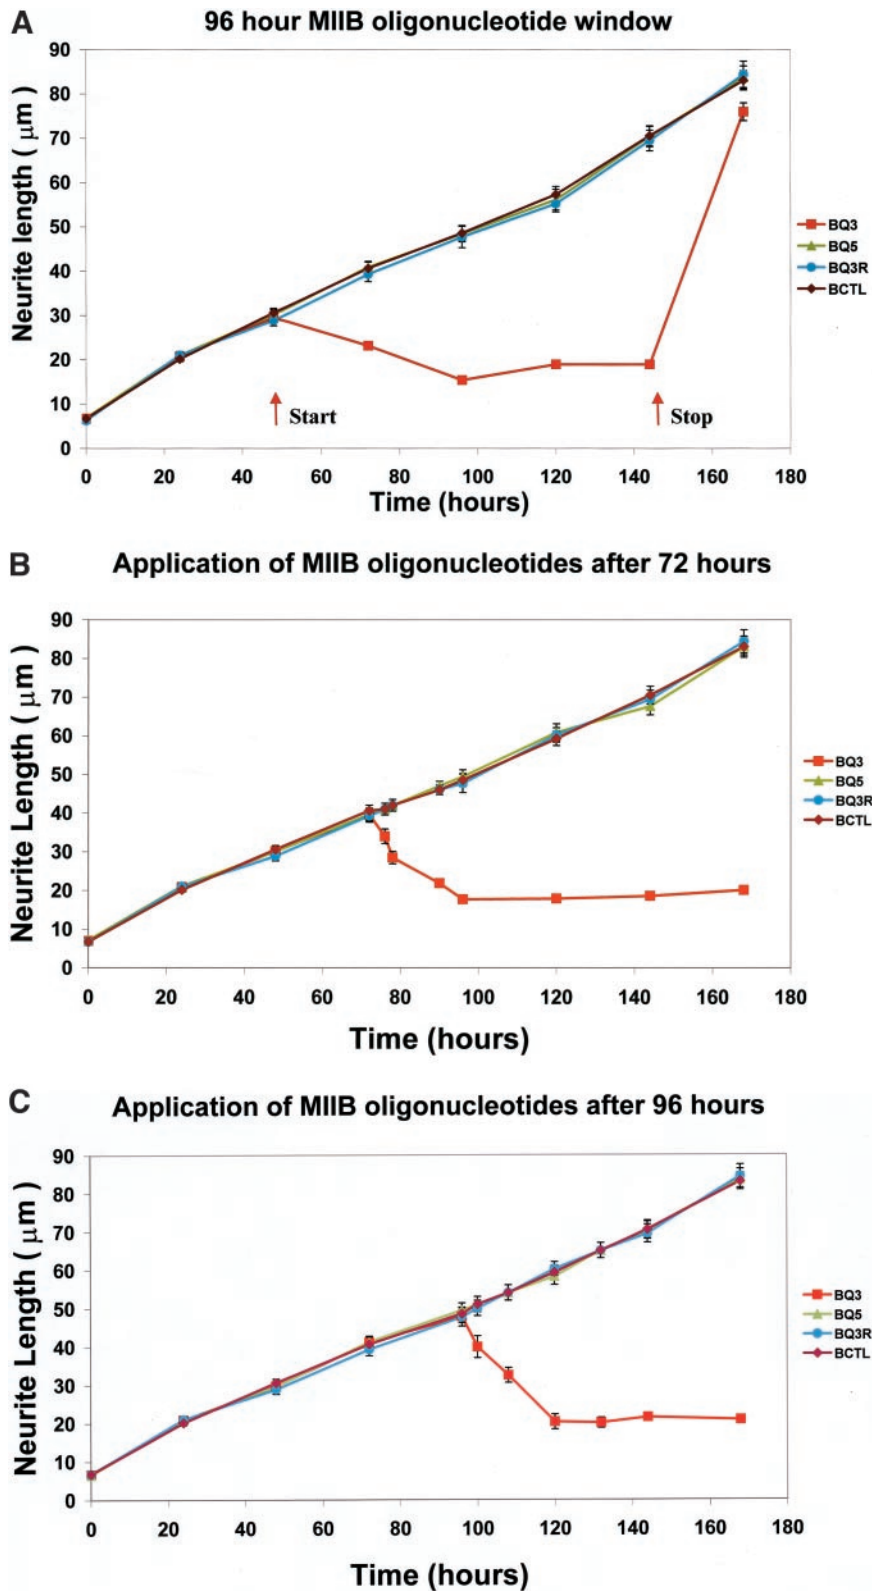 A
96 hour MIIB oligonucleotide window
90
80
70
60
50
40
30
20
10
0
Neurite length ( μm)
Start
Stop
0 20 40 60 80 100 120 140 160 180
Time (hours)
BQ3
BQ5
BQ3R
BCTL
B
Application of MIIB oligonucleotides after 72 hours
90
80
70
60
50
40
30
20
10
0
Neurite Length ( μm)
0 20 40 60 80 100 120 140 160 180
Time (hours)
BQ3
BQ5
BQ3R
BCTL
C
Application of MIIB oligonucleotides after 96 hours
90
80
70
60
50
40
30
20
10
0
Neurite Length ( μm)
0 20 40 60 80 100 120 140 160 180
Time (hours)
BQ3
BQ5
BQ3R
BCTL